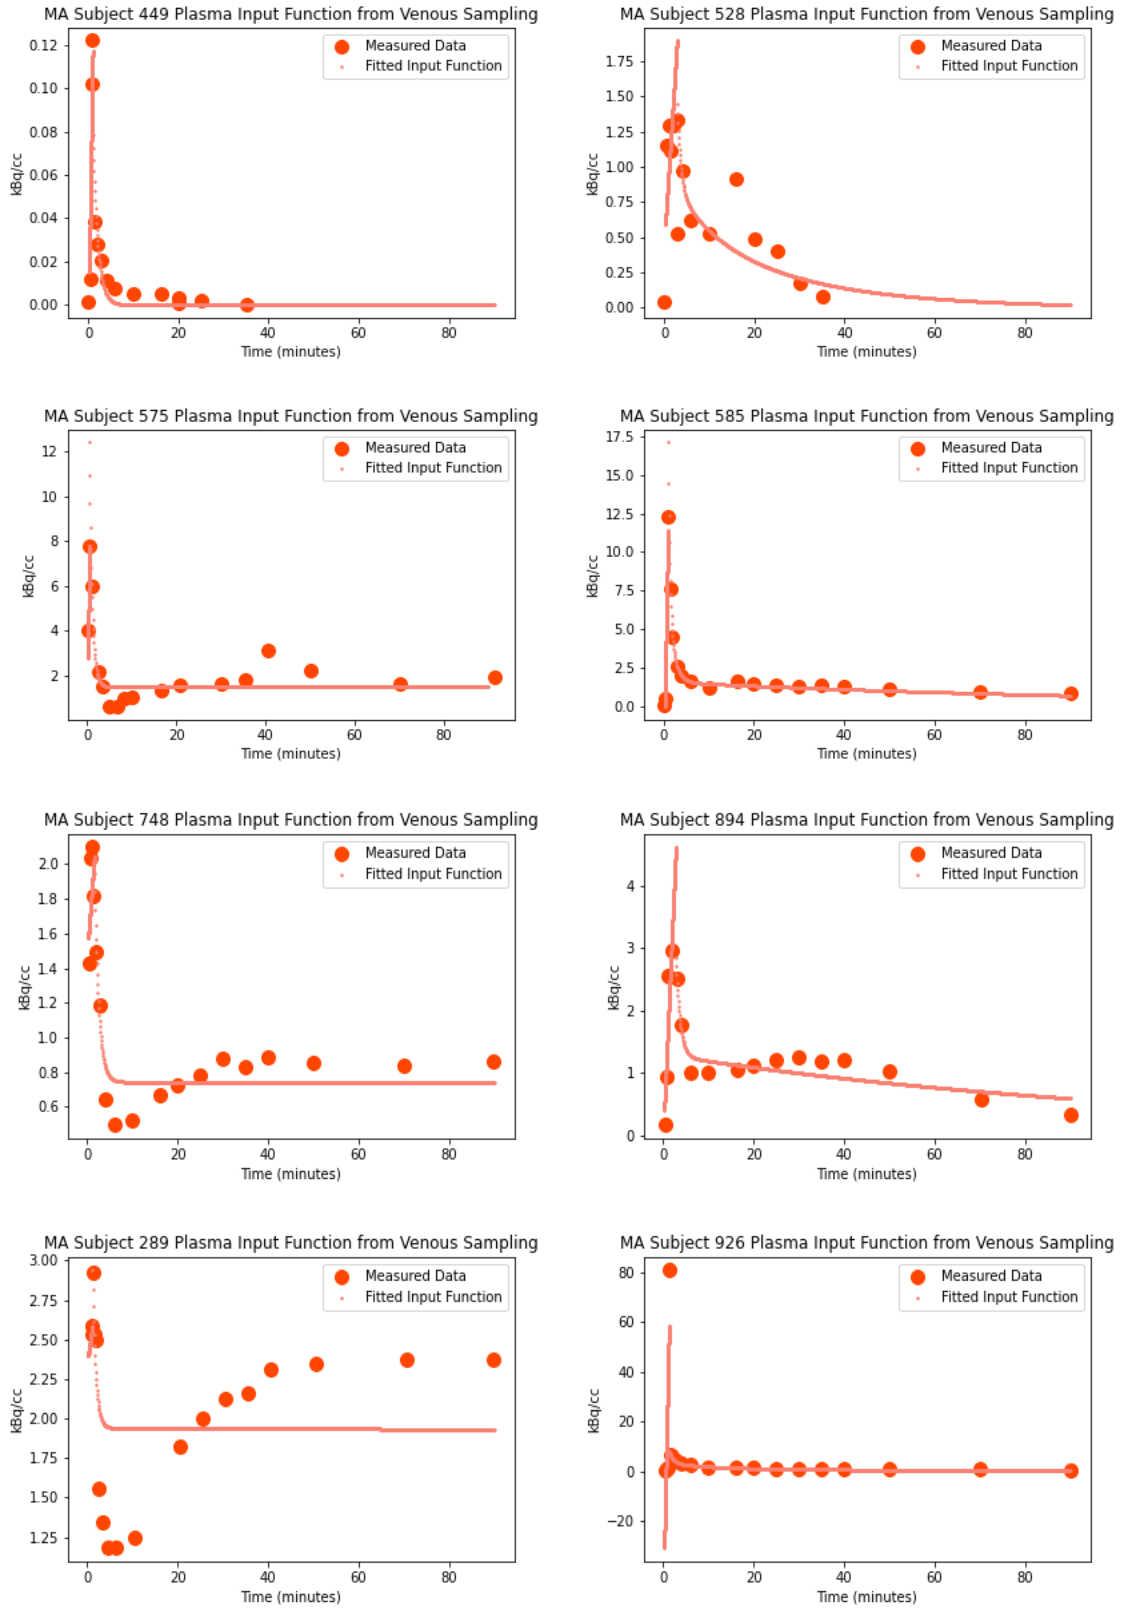 MA Subject 449 Plasma Input Function from Venous Sampling
Measured Data
Fitted Input Function
kBq/cc
0.12
0.10
0.08
0.06
0.04
0.02
0.00
0 20 40 60 80
Time (minutes)
MA Subject 528 Plasma Input Function from Venous Sampling
Measured Data
Fitted Input Function
kBq/cc
1.75
1.50
1.25
1.00
0.75
0.50
0.25
0.00
0 20 40 60 80
Time (minutes)
MA Subject 575 Plasma Input Function from Venous Sampling
Measured Data
Fitted Input Function
kBq/cc
12
10
8
6
4
2
0 20 40 60 80
Time (minutes)
MA Subject 585 Plasma Input Function from Venous Sampling
Measured Data
Fitted Input Function
kBq/cc
17.5
15.0
12.5
10.0
7.5
5.0
2.5
0.0
0 20 40 60 80
Time (minutes)
MA Subject 748 Plasma Input Function from Venous Sampling
Measured Data
Fitted Input Function
kBq/cc
2.0
1.8
1.6
1.4
1.2
1.0
0.8
0.6
0 20 40 60 80
Time (minutes)
MA Subject 894 Plasma Input Function from Venous Sampling
Measured Data
Fitted Input Function
kBq/cc
4
3
2
1
0
0 20 40 60 80
Time (minutes)
MA Subject 289 Plasma Input Function from Venous Sampling
Measured Data
Fitted Input Function
kBq/cc
3.00
2.75
2.50
2.25
2.00
1.75
1.50
1.25
0 20 40 60 80
Time (minutes)
MA Subject 926 Plasma Input Function from Venous Sampling
Measured Data
Fitted Input Function
kBq/cc
80
60
40
20
0
−20
0 20 40 60 80
Time (minutes)